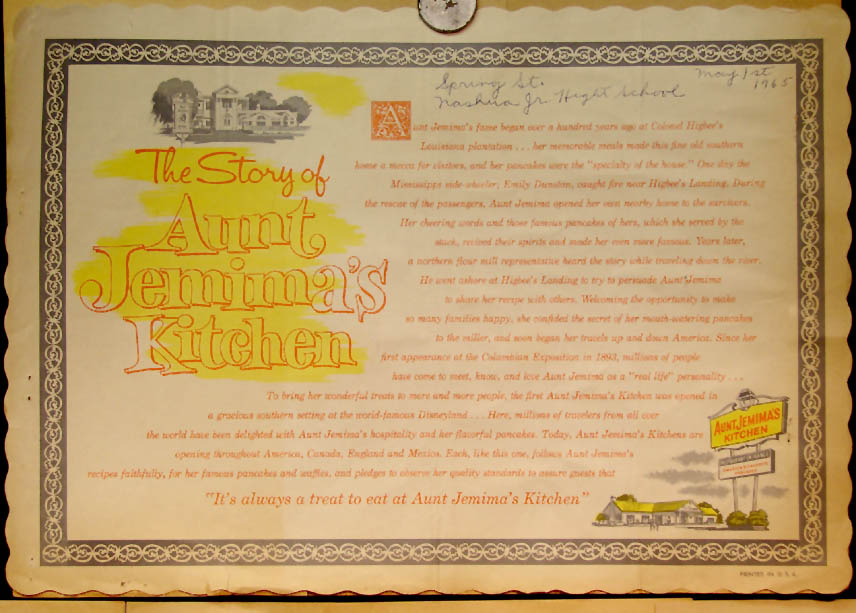 Spring St.
Nashua Jr. Hight School
May 1st
1965
The Story of
Aunt
Jemima's
Kitchen
Aunt Jemima's fame began over a hundred years ago at Colonel Higbee's
Louisiana plantation . . . her memorable meals made this fine old southern
home a mecca for visitors, and her pancakes were the "specialty of the house." One day the
Mississippi side-wheeler, Emily Dunston, caught fire near Higbee's Landing. During
the rescue of the passengers, Aunt Jemima opened her own nearby home to the survivors.
Her cheering words and those famous pancakes of hers, which she served by the
stack, revived their spirits and made her even more famous. Years later,
a northern flour mill representative heard the story while traveling down the river.
He went ashore at Higbee's Landing to try to persuade Aunt Jemima
to share her recipe with others. Welcoming the opportunity to make
so many families happy, she confided the secret of her mouth-watering pancakes
to the miller, and soon began her travels up and down America. Since her
first appearance at the Columbian Exposition in 1893, millions of people
have come to meet, know, and love Aunt Jemima as a "real life" personality . . .
To bring her wonderful treats to more and more people, the first Aunt Jemima's Kitchen was opened in
a gracious southern setting at the world-famous Disneyland . . . Here, millions of travelers from all over
the world have been delighted with Aunt Jemima's hospitality and her flavorful pancakes. Today, Aunt Jemima's Kitchens are
opening throughout America, Canada, England and Mexico. Each, like this one, follows Aunt Jemima's
recipes faithfully, for her famous pancakes and waffles, and pledges to observe her quality standards to assure guests that
"It's always a treat to eat at Aunt Jemima's Kitchen"
AUNT JEMIMA'S
KITCHEN
PRINTED IN U.S.A.